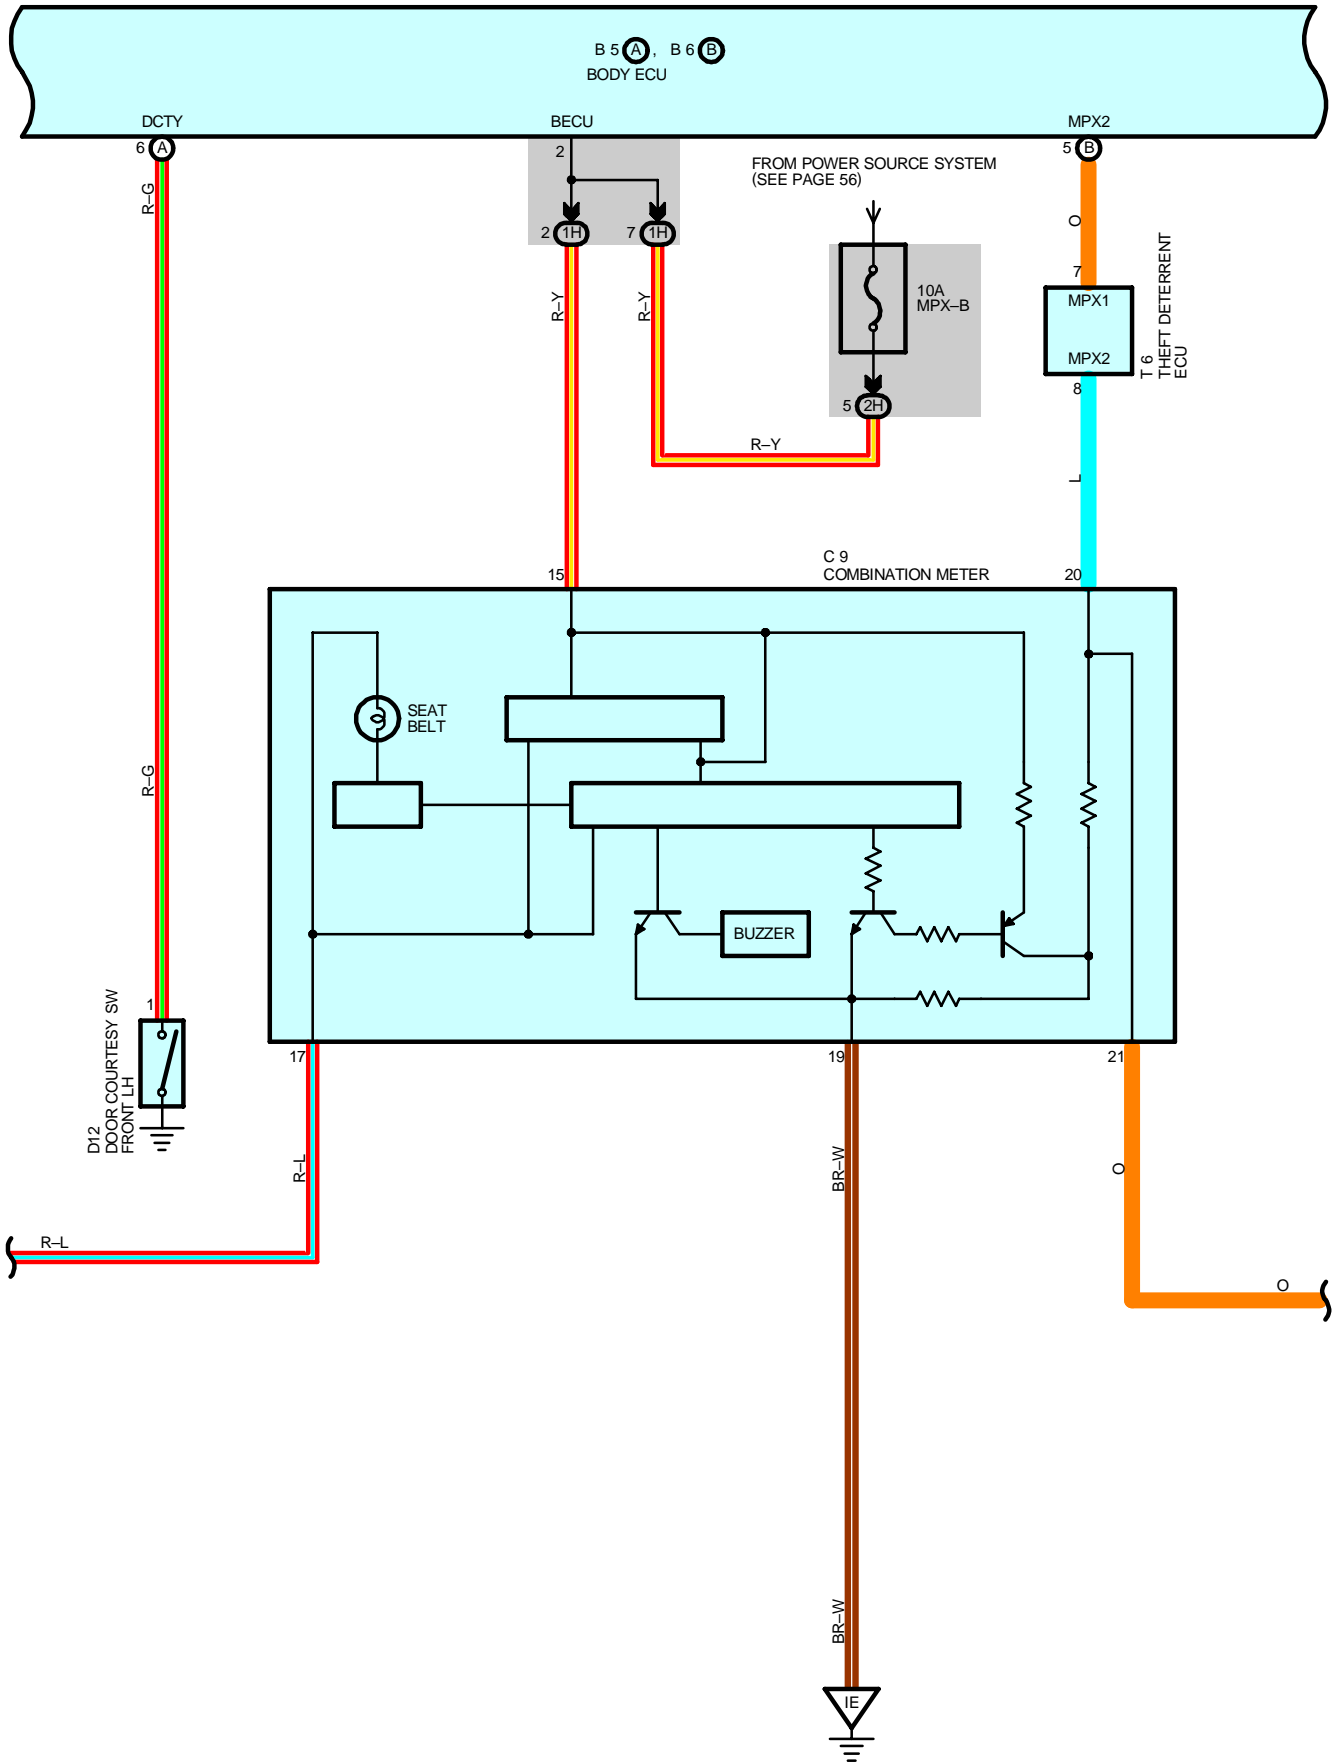 B 5 A , B 6 B
BODY ECU
DCTY
BECU
MPX2
6 A
2
5 B
FROM POWER SOURCE SYSTEM
(SEE PAGE 56)
R–G
2 1H
7 1H
O
7
MPX1
MPX2
8
T 6
THEFT DETERRENT
ECU
10A
MPX–B
R–Y
R–Y
5 2H
R–Y
L
C 9
COMBINATION METER
15
20
SEAT
BELT
R–G
BUZZER
1
D12
DOOR COURTESY SW
FRONT LH
17
19
21
R–L
BR–W
O
R–L
O
BR–W
IE